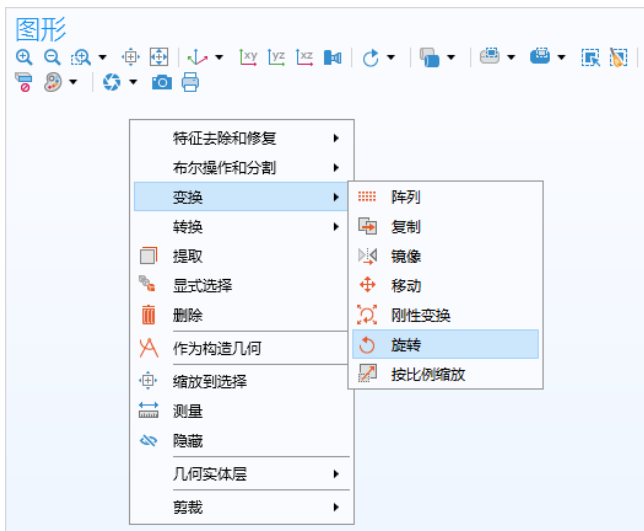 图形
xy yz xz
特征去除和修复
布尔操作和分割
变换
转换
提取
显式选择
删除
作为构造几何
缩放到选择
测量
隐藏
几何实体层
剪裁
阵列
复制
镜像
移动
刚性变换
旋转
按比例缩放